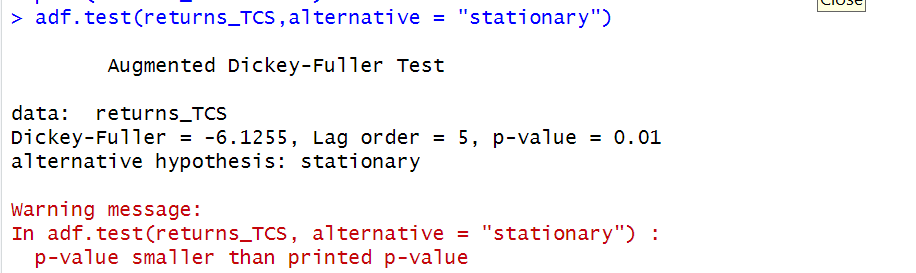 > adf.test(returns_TCS,alternative = "stationary")
Close
Augmented Dickey-Fuller Test
data:  returns_TCS
Dickey-Fuller = -6.1255, Lag order = 5, p-value = 0.01
alternative hypothesis: stationary
Warning message:
In adf.test(returns_TCS, alternative = "stationary") :
  p-value smaller than printed p-value